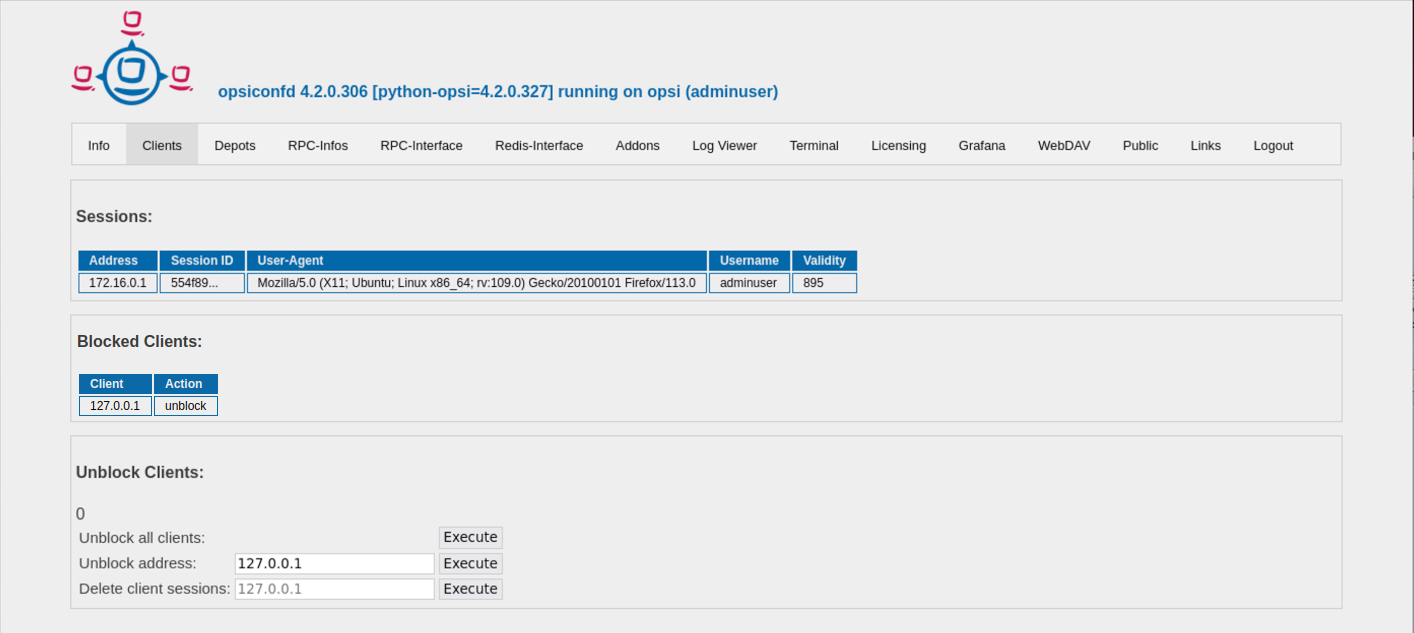 opsiconfd 4.2.0.306 [python-opsi=4.2.0.327] running on opsi (adminuser)
Info Clients Depots RPC-Infos RPC-Interface Redis-Interface Addons Log Viewer Terminal Licensing Grafana WebDAV Public Links Logout
Sessions:
Address Session ID User-Agent Username Validity
172.16.0.1 554f89... Mozilla/5.0 (X11; Ubuntu; Linux x86_64; rv:109.0) Gecko/20100101 Firefox/113.0 adminuser 895
Blocked Clients:
Client Action
127.0.0.1 unblock
Unblock Clients:
0
Unblock all clients: Execute
Unblock address: 127.0.0.1 Execute
Delete client sessions: 127.0.0.1 Execute